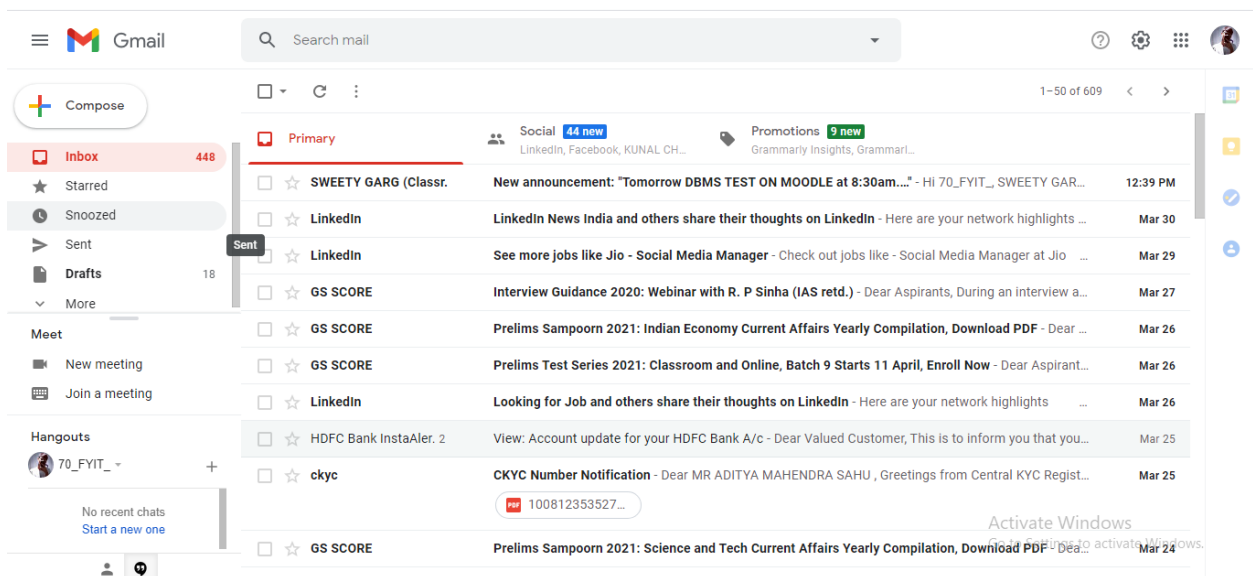 Gmail
Search mail
Compose
1–50 of 609
Inbox 448
Starred
Snoozed
Sent
Sent
Drafts 18
More
Meet
New meeting
Join a meeting
Hangouts
70_FYIT_
No recent chats
Start a new one
Primary
Social 44 new
LinkedIn, Facebook, KUNAL CH...
Promotions 9 new
Grammarly Insights, Grammarl...
SWEETY GARG (Classr. New announcement: "Tomorrow DBMS TEST ON MOODLE at 8:30am...." - Hi 70_FYIT_, SWEETY GAR... 12:39 PM
LinkedIn LinkedIn News India and others share their thoughts on LinkedIn - Here are your network highlights ... Mar 30
LinkedIn See more jobs like Jio - Social Media Manager - Check out jobs like - Social Media Manager at Jio ... Mar 29
GS SCORE Interview Guidance 2020: Webinar with R. P Sinha (IAS retd.) - Dear Aspirants, During an interview a... Mar 27
GS SCORE Prelims Sampoorn 2021: Indian Economy Current Affairs Yearly Compilation, Download PDF - Dear ... Mar 26
GS SCORE Prelims Test Series 2021: Classroom and Online, Batch 9 Starts 11 April, Enroll Now - Dear Aspirant... Mar 26
LinkedIn Looking for Job and others share their thoughts on LinkedIn - Here are your network highlights ... Mar 26
HDFC Bank InstaAler. 2 View: Account update for your HDFC Bank A/c - Dear Valued Customer, This is to inform you that you... Mar 25
ckyc CKYC Number Notification - Dear MR ADITYA MAHENDRA SAHU , Greetings from Central KYC Regist... Mar 25
PDF 100812353527...
GS SCORE Prelims Sampoorn 2021: Science and Tech Current Affairs Yearly Compilation, Download PDF - Dea... Mar 24
Activate Windows
Go to Settings to activate Windows.
31